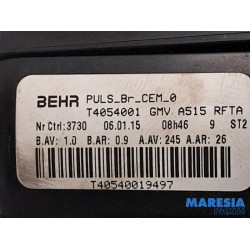 BEHR PULS_Br_CEM_0
T4054001 GMV A515 RFTA
Nr Ctrl:3730 06.01.15 08h46 9 ST2
B.AV: 1.0 B.AR: 0.9 A.AV: 245 A.AR: 26
T40540019497
MARESIA
PARTS